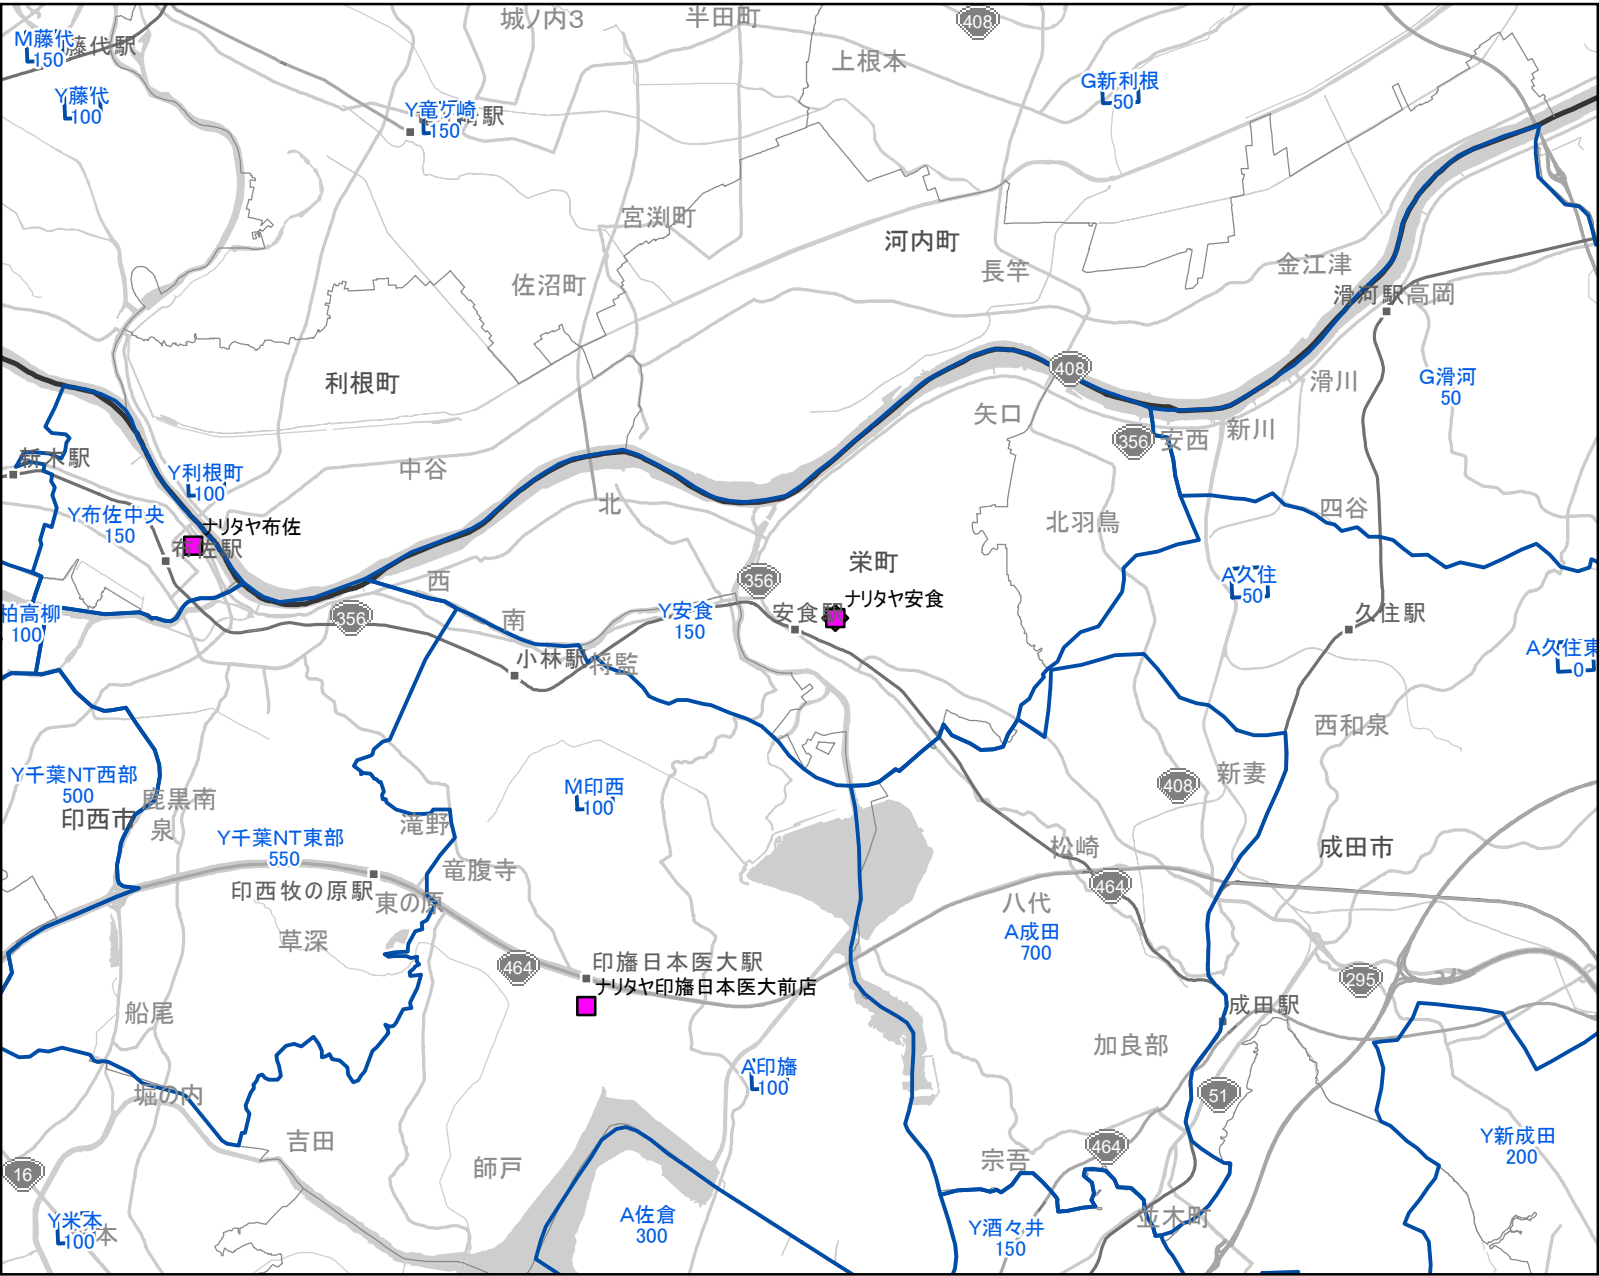 城ノ内3
半田町
408
上根本
M藤代
150
藤代駅
Y藤代
100
Y竜ケ崎
150
駅
G新利根
50
宮渕町
河内町
佐沼町
長竿
金江津
滑河駅
高岡
利根町
408
滑川
G滑河
50
矢口
356
安西
新川
新木駅
中谷
Y利根町
100
北
四谷
北羽鳥
Y布佐中央
150
ナリタヤ布佐
布佐駅
栄町
西
356
A久住
50
ナリタヤ安食
柏高柳
100
356
南
Y安食
150
安食駅
久住駅
小林駅
将監
A久住東
0
西和泉
Y千葉NT西部
500
印西市
鹿黒南
泉
M印西
100
408
新妻
滝野
Y千葉NT東部
550
松崎
成田市
竜腹寺
印西牧の原駅
東の原
464
八代
A成田
700
草深
464
印旛日本医大駅
ナリタヤ印旛日本医大前店
295
船尾
成田駅
加良部
A印旛
100
堀の内
51
吉田
464
Y新成田
200
師戸
宗吾
16
Y米本
100
本
A佐倉
300
Y酒々井
150
並木町